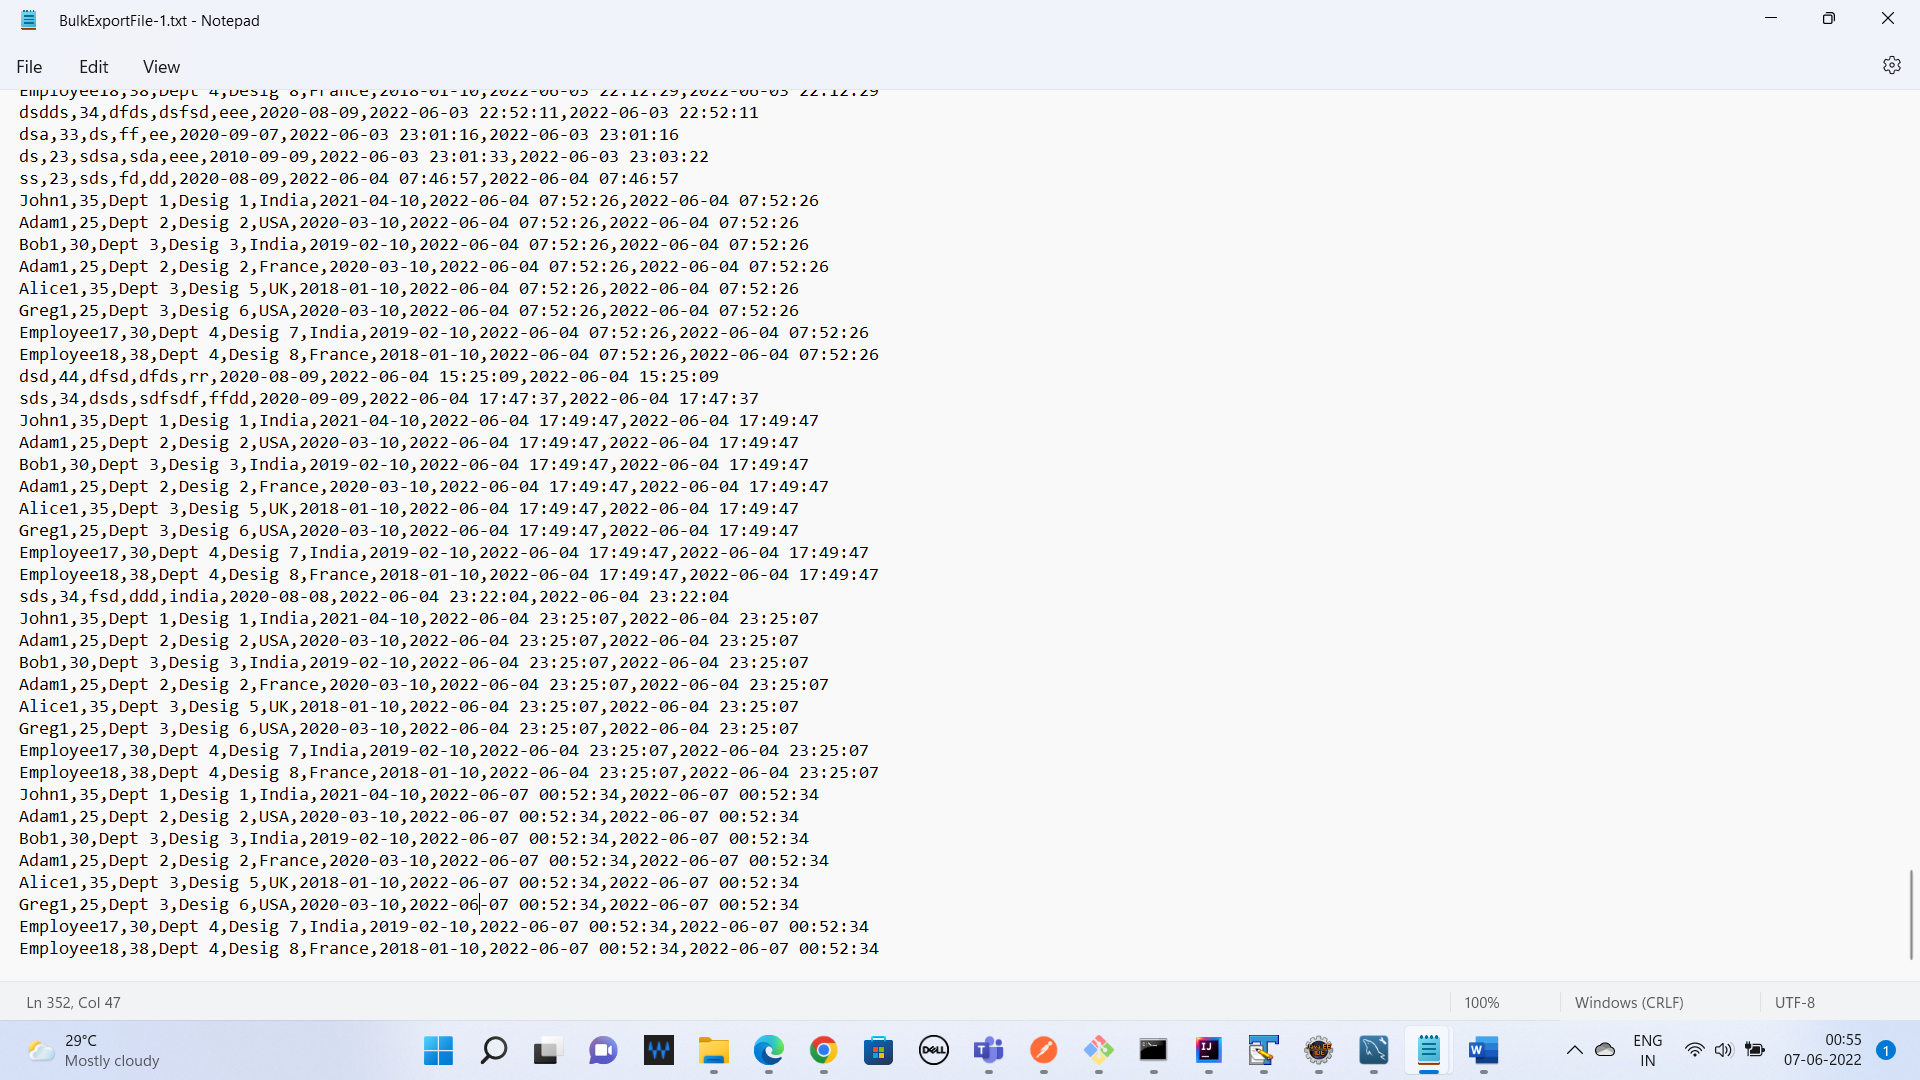 BulkExportFile-1.txt - Notepad
File Edit View
Employee18,38,Dept 4,Desig 8,France,2018-01-10,2022-06-03 22:12:29,2022-06-03 22:12:29
dsdds,34,dfds,dsfsd,eee,2020-08-09,2022-06-03 22:52:11,2022-06-03 22:52:11
dsa,33,ds,ff,ee,2020-09-07,2022-06-03 23:01:16,2022-06-03 23:01:16
ds,23,sdsa,sda,eee,2010-09-09,2022-06-03 23:01:33,2022-06-03 23:03:22
ss,23,sds,fd,dd,2020-08-09,2022-06-04 07:46:57,2022-06-04 07:46:57
John1,35,Dept 1,Desig 1,India,2021-04-10,2022-06-04 07:52:26,2022-06-04 07:52:26
Adam1,25,Dept 2,Desig 2,USA,2020-03-10,2022-06-04 07:52:26,2022-06-04 07:52:26
Bob1,30,Dept 3,Desig 3,India,2019-02-10,2022-06-04 07:52:26,2022-06-04 07:52:26
Adam1,25,Dept 2,Desig 2,France,2020-03-10,2022-06-04 07:52:26,2022-06-04 07:52:26
Alice1,35,Dept 3,Desig 5,UK,2018-01-10,2022-06-04 07:52:26,2022-06-04 07:52:26
Greg1,25,Dept 3,Desig 6,USA,2020-03-10,2022-06-04 07:52:26,2022-06-04 07:52:26
Employee17,30,Dept 4,Desig 7,India,2019-02-10,2022-06-04 07:52:26,2022-06-04 07:52:26
Employee18,38,Dept 4,Desig 8,France,2018-01-10,2022-06-04 07:52:26,2022-06-04 07:52:26
dsd,44,dfsd,dfds,rr,2020-08-09,2022-06-04 15:25:09,2022-06-04 15:25:09
sds,34,dsds,sdfsdf,ffdd,2020-09-09,2022-06-04 17:47:37,2022-06-04 17:47:37
John1,35,Dept 1,Desig 1,India,2021-04-10,2022-06-04 17:49:47,2022-06-04 17:49:47
Adam1,25,Dept 2,Desig 2,USA,2020-03-10,2022-06-04 17:49:47,2022-06-04 17:49:47
Bob1,30,Dept 3,Desig 3,India,2019-02-10,2022-06-04 17:49:47,2022-06-04 17:49:47
Adam1,25,Dept 2,Desig 2,France,2020-03-10,2022-06-04 17:49:47,2022-06-04 17:49:47
Alice1,35,Dept 3,Desig 5,UK,2018-01-10,2022-06-04 17:49:47,2022-06-04 17:49:47
Greg1,25,Dept 3,Desig 6,USA,2020-03-10,2022-06-04 17:49:47,2022-06-04 17:49:47
Employee17,30,Dept 4,Desig 7,India,2019-02-10,2022-06-04 17:49:47,2022-06-04 17:49:47
Employee18,38,Dept 4,Desig 8,France,2018-01-10,2022-06-04 17:49:47,2022-06-04 17:49:47
sds,34,fsd,ddd,india,2020-08-08,2022-06-04 23:22:04,2022-06-04 23:22:04
John1,35,Dept 1,Desig 1,India,2021-04-10,2022-06-04 23:25:07,2022-06-04 23:25:07
Adam1,25,Dept 2,Desig 2,USA,2020-03-10,2022-06-04 23:25:07,2022-06-04 23:25:07
Bob1,30,Dept 3,Desig 3,India,2019-02-10,2022-06-04 23:25:07,2022-06-04 23:25:07
Adam1,25,Dept 2,Desig 2,France,2020-03-10,2022-06-04 23:25:07,2022-06-04 23:25:07
Alice1,35,Dept 3,Desig 5,UK,2018-01-10,2022-06-04 23:25:07,2022-06-04 23:25:07
Greg1,25,Dept 3,Desig 6,USA,2020-03-10,2022-06-04 23:25:07,2022-06-04 23:25:07
Employee17,30,Dept 4,Desig 7,India,2019-02-10,2022-06-04 23:25:07,2022-06-04 23:25:07
Employee18,38,Dept 4,Desig 8,France,2018-01-10,2022-06-04 23:25:07,2022-06-04 23:25:07
John1,35,Dept 1,Desig 1,India,2021-04-10,2022-06-07 00:52:34,2022-06-07 00:52:34
Adam1,25,Dept 2,Desig 2,USA,2020-03-10,2022-06-07 00:52:34,2022-06-07 00:52:34
Bob1,30,Dept 3,Desig 3,India,2019-02-10,2022-06-07 00:52:34,2022-06-07 00:52:34
Adam1,25,Dept 2,Desig 2,France,2020-03-10,2022-06-07 00:52:34,2022-06-07 00:52:34
Alice1,35,Dept 3,Desig 5,UK,2018-01-10,2022-06-07 00:52:34,2022-06-07 00:52:34
Greg1,25,Dept 3,Desig 6,USA,2020-03-10,2022-06-07 00:52:34,2022-06-07 00:52:34
Employee17,30,Dept 4,Desig 7,India,2019-02-10,2022-06-07 00:52:34,2022-06-07 00:52:34
Employee18,38,Dept 4,Desig 8,France,2018-01-10,2022-06-07 00:52:34,2022-06-07 00:52:34
Ln 352, Col 47 100% Windows (CRLF) UTF-8
29°C
Mostly cloudy
DELL
ENG
IN
00:55
07-06-2022
1